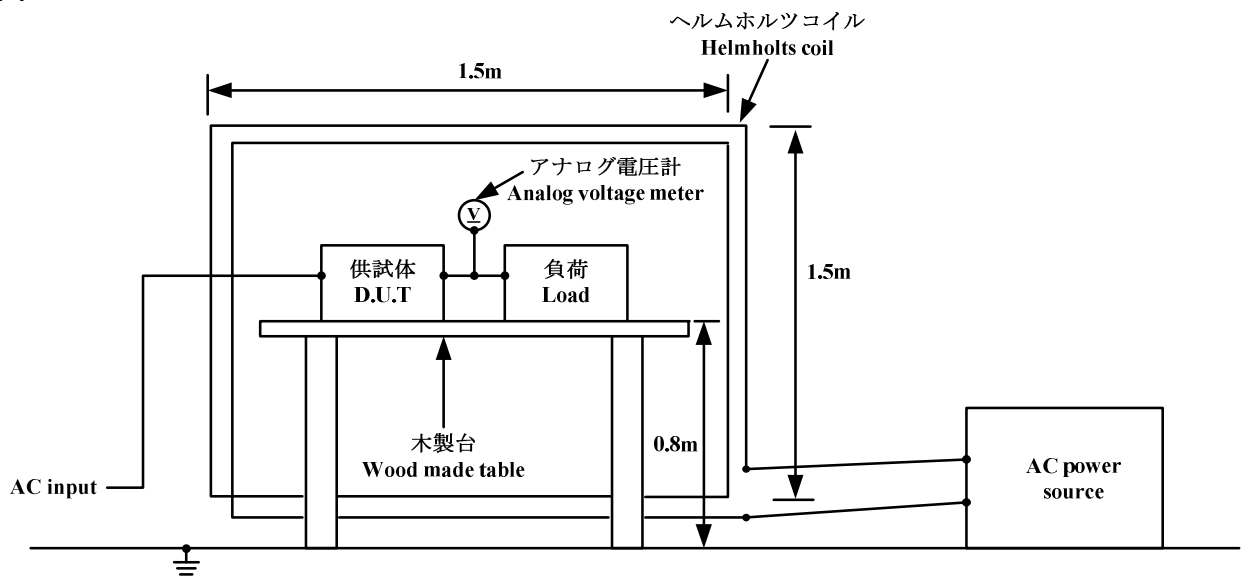 ヘルムホルツコイル
Helmholts coil
1.5m
アナログ電圧計
Analog voltage meter
V
供試体
D.U.T
負荷
Load
1.5m
木製台
Wood made table
0.8m
AC input
AC power
source